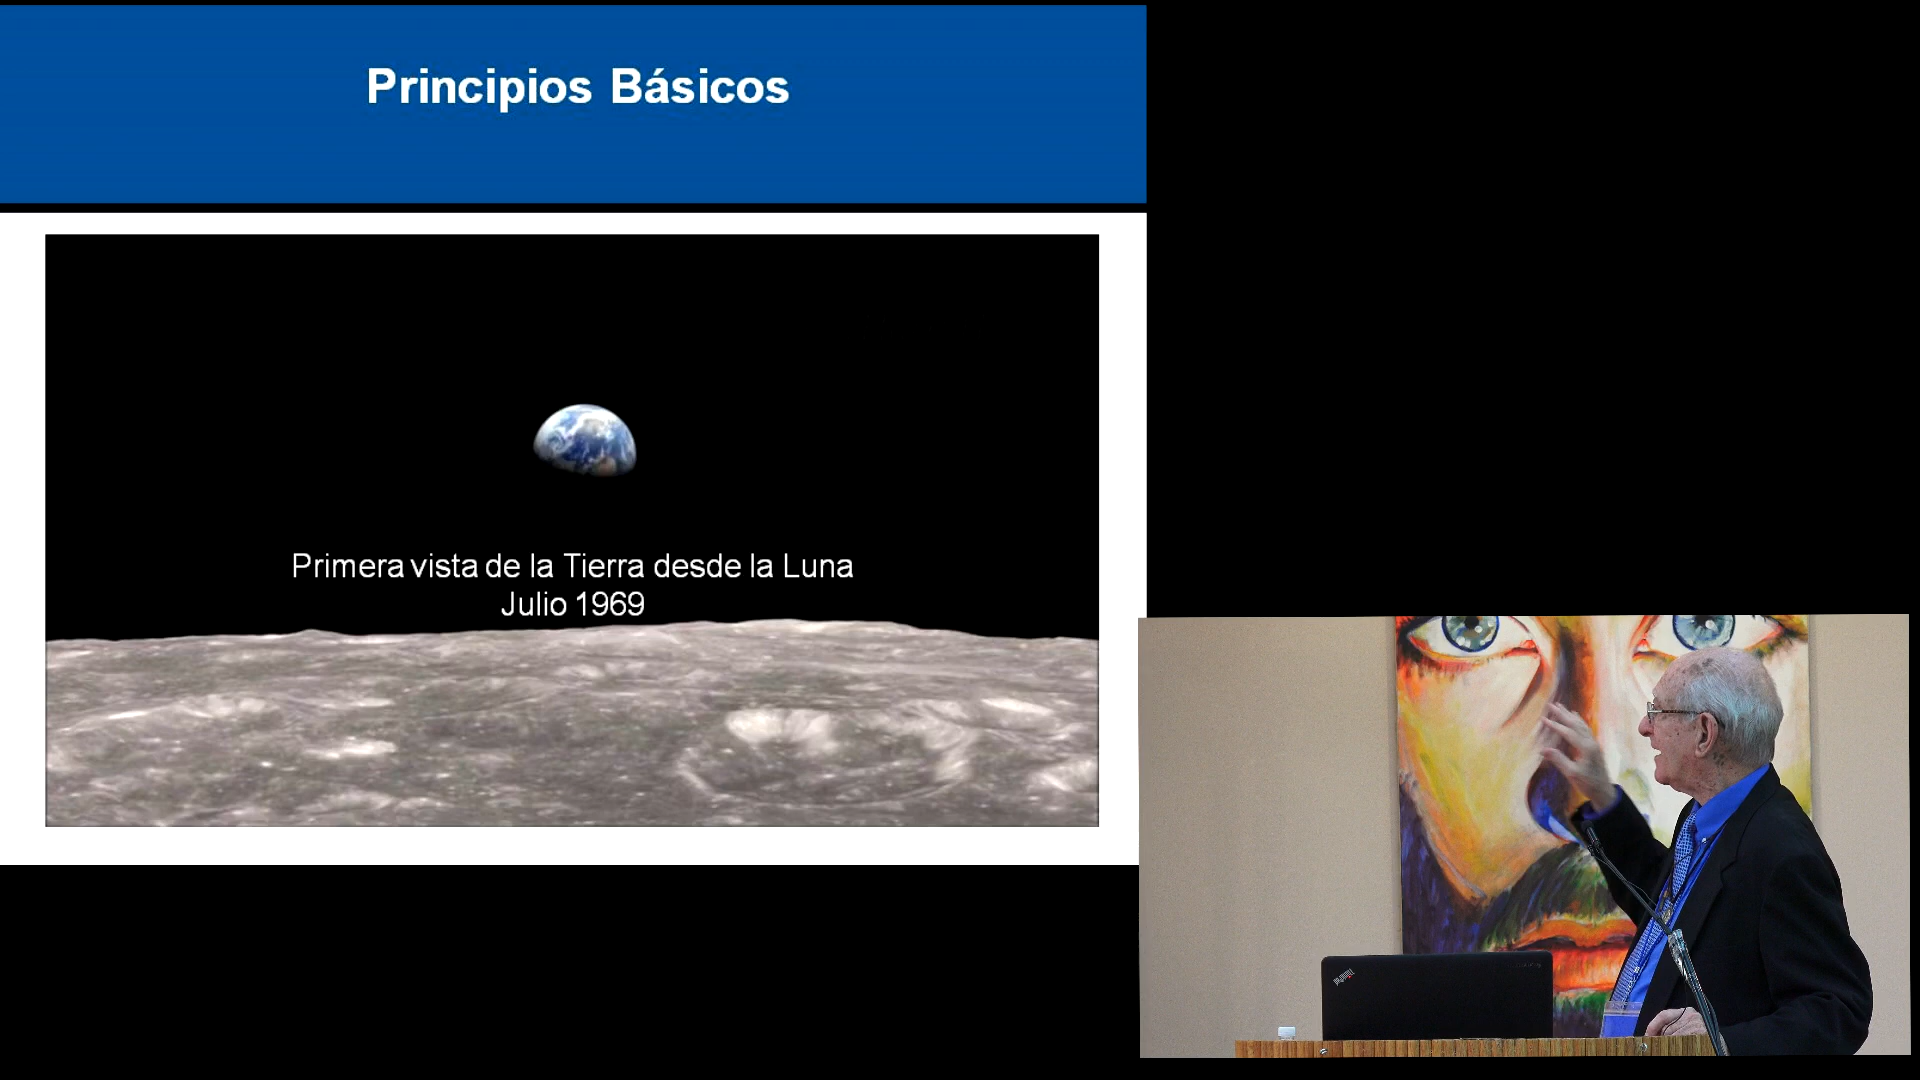 Principios Básicos
Primera vista de la Tierra desde la Luna
Julio 1969